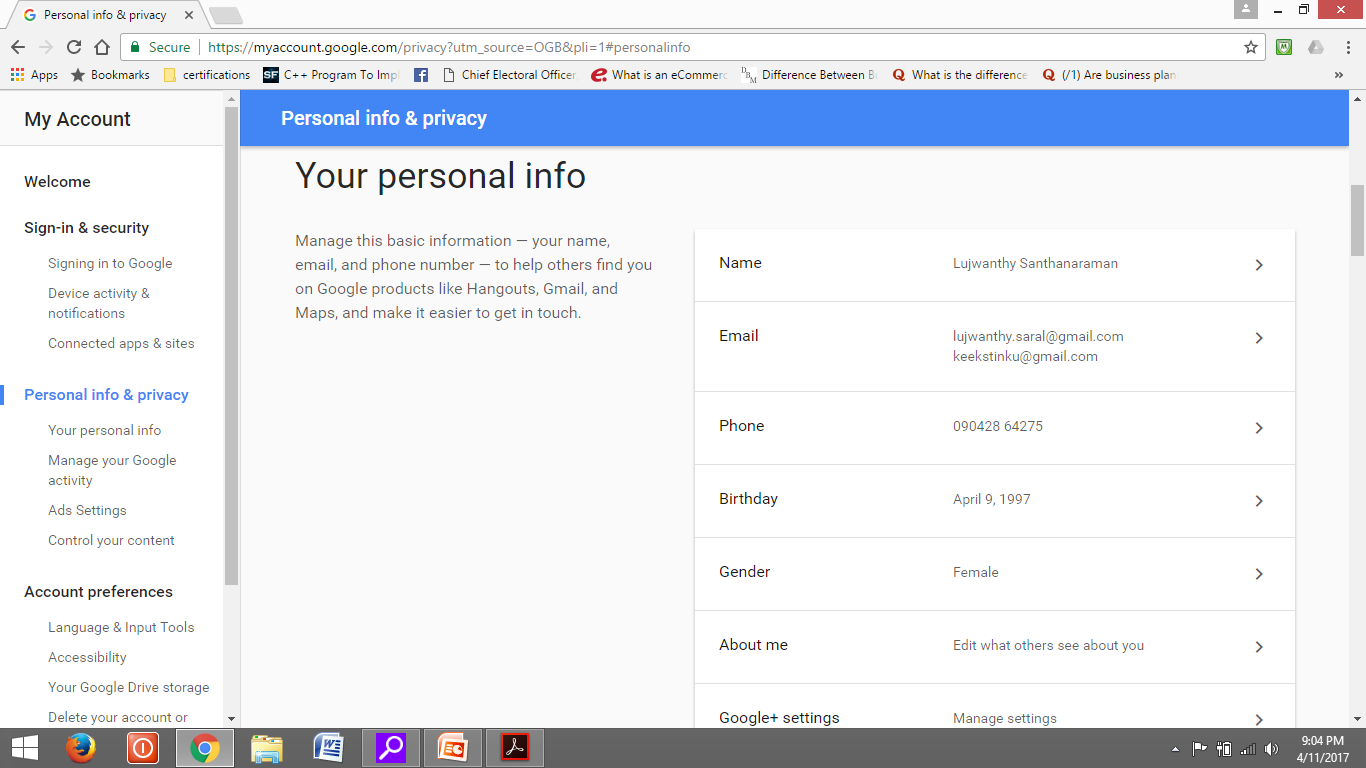 Personal info & privacy
Secure
https://myaccount.google.com/privacy?utm_source=OGB&pli=1#personalinfo
Apps
Bookmarks
certifications
SF C++ Program To Impl
Chief Electoral Officer
What is an eCommerc
Difference Between B
What is the difference
(/1) Are business plan
My Account
Welcome
Sign-in & security
Signing in to Google
Device activity &
notifications
Connected apps & sites
Personal info & privacy
Your personal info
Manage your Google
activity
Ads Settings
Control your content
Account preferences
Language & Input Tools
Accessibility
Your Google Drive storage
Delete your account or
Personal info & privacy
Your personal info
Manage this basic information — your name,
email, and phone number — to help others find you
on Google products like Hangouts, Gmail, and
Maps, and make it easier to get in touch.
Name Lujwanthy Santhanaraman
Email lujwanthy.saral@gmail.com
keekstinku@gmail.com
Phone 090428 64275
Birthday April 9, 1997
Gender Female
About me Edit what others see about you
Google+ settings Manage settings
9:04 PM
4/11/2017